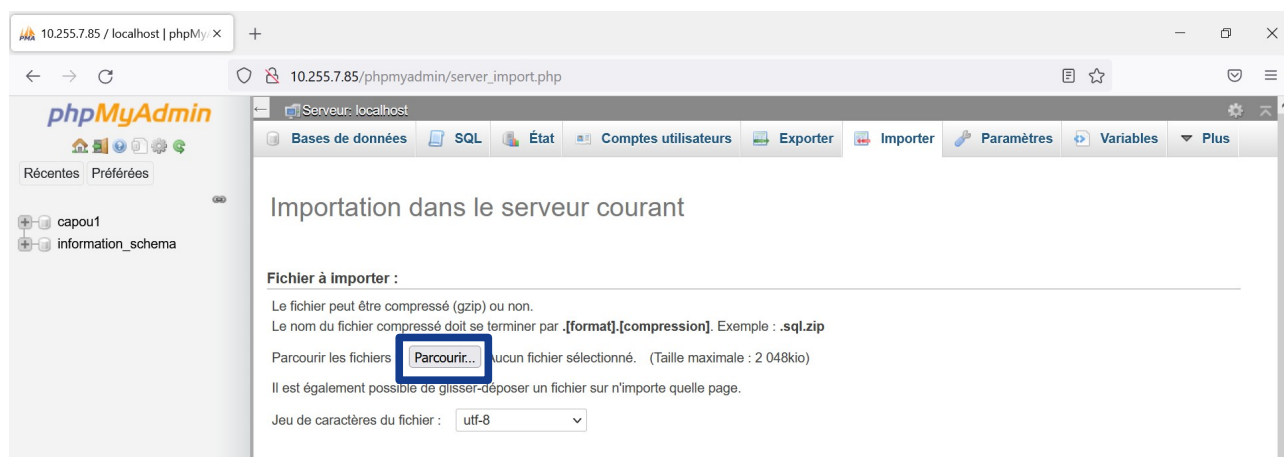 10.255.7.85 / localhost | phpMy
10.255.7.85/phpmyadmin/server_import.php
phpMyAdmin
Récentes Préférées
capou1
information_schema
Serveur: localhost
Bases de données SQL État Comptes utilisateurs Exporter Importer Paramètres Variables Plus
Importation dans le serveur courant
Fichier à importer :
Le fichier peut être compressé (gzip) ou non.
Le nom du fichier compressé doit se terminer par .[format].[compression]. Exemple : .sql.zip
Parcourir les fichiers Parcourir... Aucun fichier sélectionné. (Taille maximale : 2 048kio)
Il est également possible de glisser-déposer un fichier sur n'importe quelle page.
Jeu de caractères du fichier : utf-8